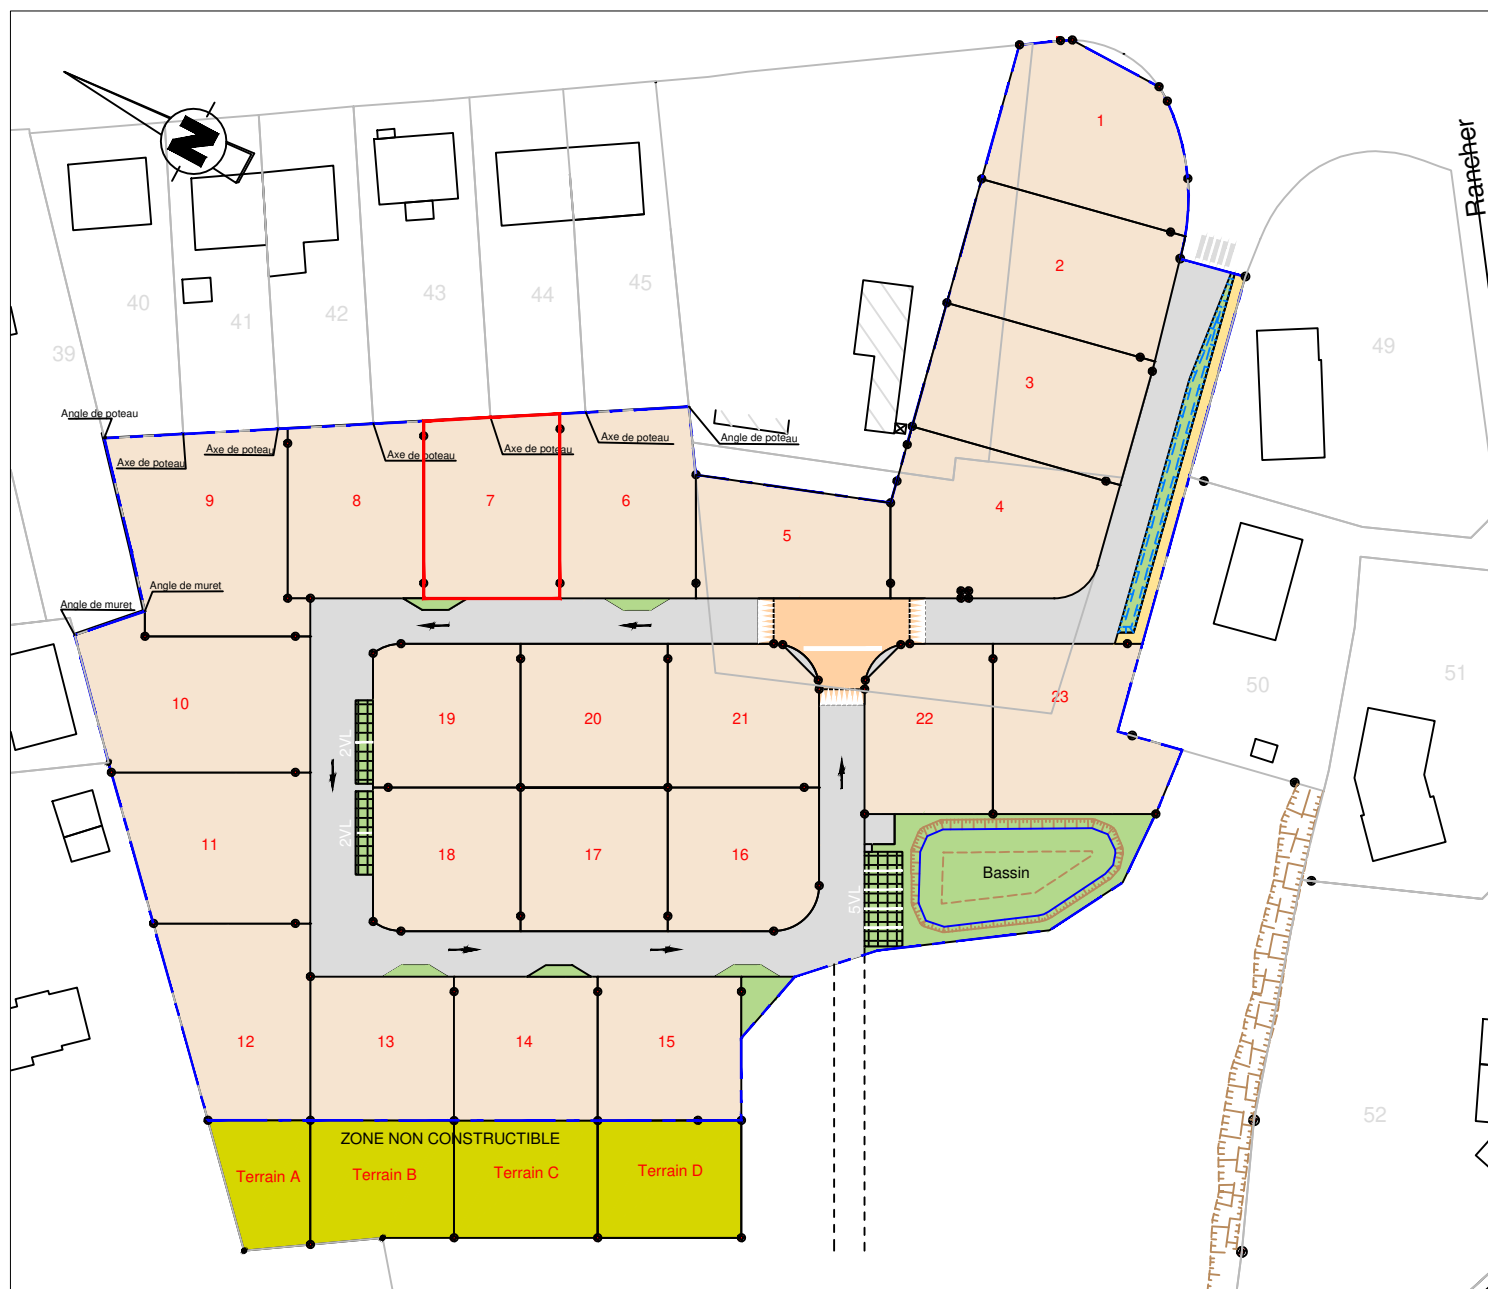 N
Rancher
1
2
3
4
5
6
7
8
9
10
11
12
13
14
15
16
17
18
19
20
21
22
23
39
40
41
42
43
44
45
49
50
51
52
Angle de poteau
Axe de poteau
Axe de poteau
Axe de poteau
Axe de poteau
Axe de poteau
Angle de poteau
Angle de muret
Angle de muret
2VL
2VL
5VL
Bassin
ZONE NON CONSTRUCTIBLE
Terrain A
Terrain B
Terrain C
Terrain D